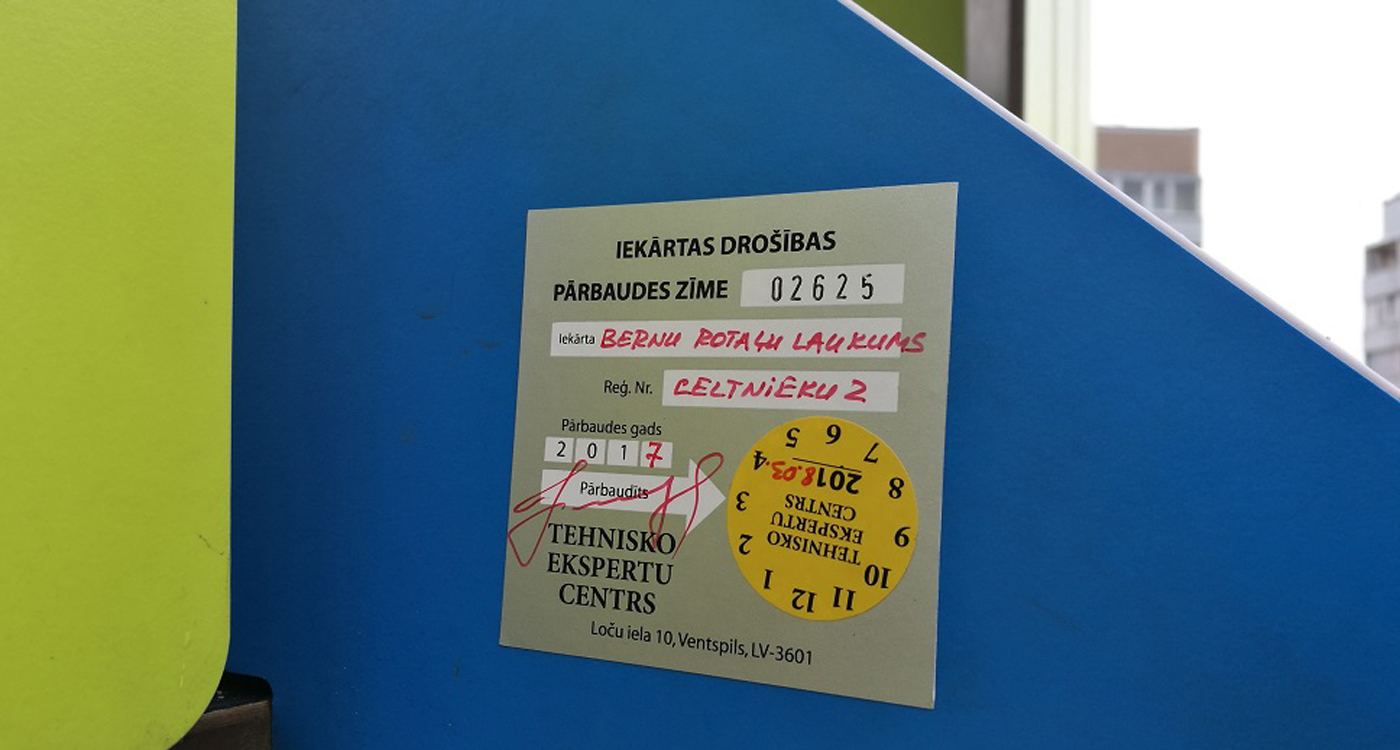 IEKĀRTAS DROŠĪBAS
PĀRBAUDES ZĪME 02625
Iekārta BERNU ROTAĻU LAUKUMS
Reģ. Nr. CELTNIEKU 2
Pārbaudes gads
2017
Pārbaudīts
TEHNISKO
EKSPERTU
CENTRS
Loču iela 10, Ventspils, LV-3601
1 2 3 4 5 6 7 8 9 10 11 12
2018.03.
TEHNISKO
EKSPERTU
CENTRS